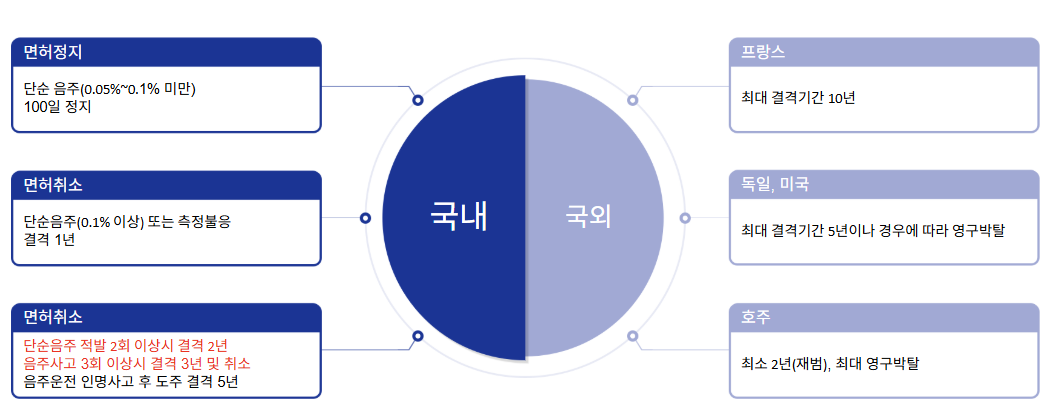 면허정지
단순 음주(0.05%~0.1% 미만)
100일 정지
면허취소
단순음주(0.1% 이상) 또는 측정불응
결격 1년
면허취소
단순음주 적발 2회 이상시 결격 2년
음주사고 3회 이상시 결격 3년 및 취소
음주운전 인명사고 후 도주 결격 5년
국내
국외
프랑스
최대 결격기간 10년
독일, 미국
최대 결격기간 5년이나 경우에 따라 영구박탈
호주
최소 2년(재범), 최대 영구박탈